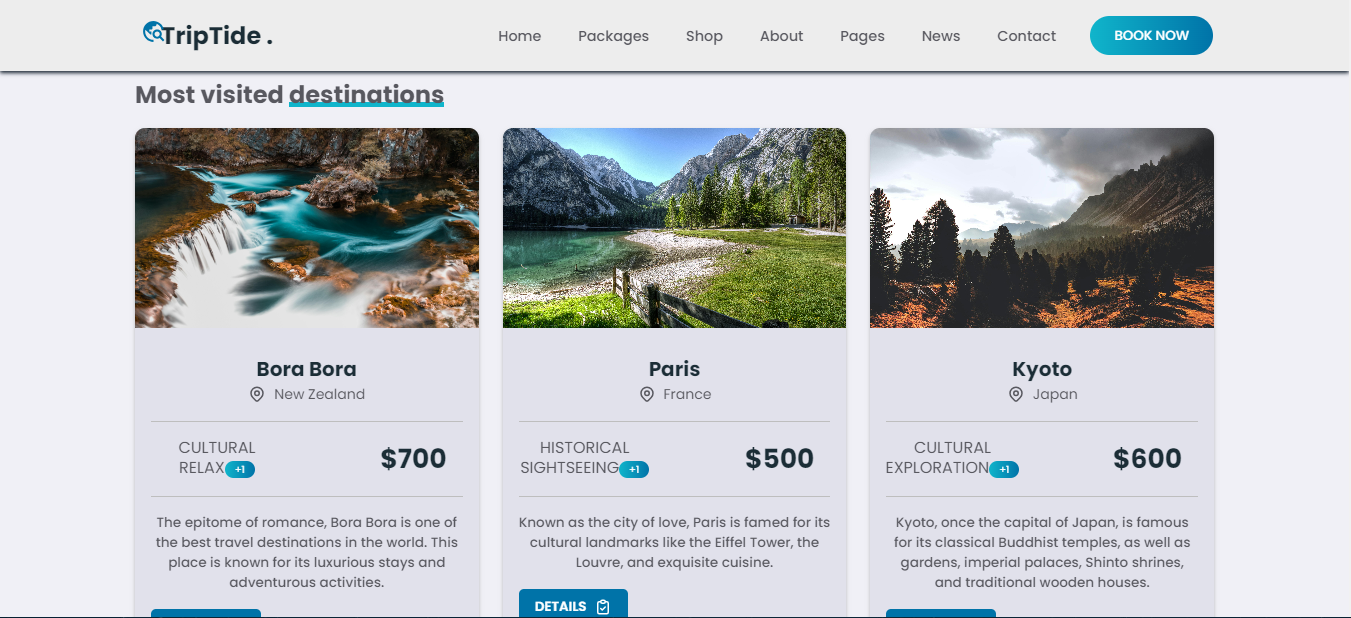 TripTide .
Home Packages Shop About Pages News Contact BOOK NOW
Most visited destinations
Bora Bora
New Zealand
CULTURAL
RELAX +1
$700
The epitome of romance, Bora Bora is one of
the best travel destinations in the world. This
place is known for its luxurious stays and
adventurous activities.
Paris
France
HISTORICAL
SIGHTSEEING +1
$500
Known as the city of love, Paris is famed for its
cultural landmarks like the Eiffel Tower, the
Louvre, and exquisite cuisine.
DETAILS
Kyoto
Japan
CULTURAL
EXPLORATION +1
$600
Kyoto, once the capital of Japan, is famous
for its classical Buddhist temples, as well as
gardens, imperial palaces, Shinto shrines,
and traditional wooden houses.